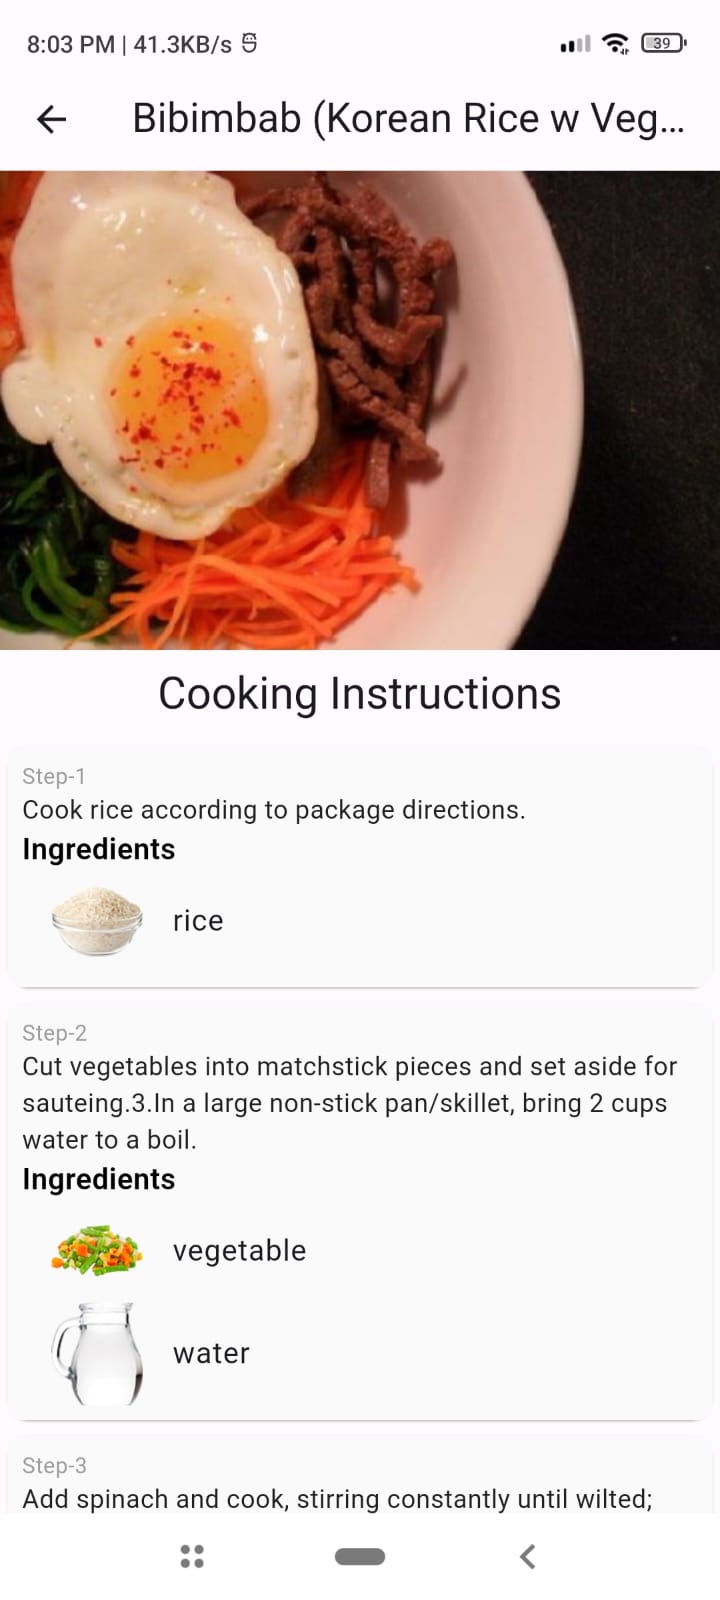 8:03 PM | 41.3KB/s
39
Bibimbab (Korean Rice w Veg...
Cooking Instructions
Step-1
Cook rice according to package directions.
Ingredients
rice
Step-2
Cut vegetables into matchstick pieces and set aside for
sauteing.3.In a large non-stick pan/skillet, bring 2 cups
water to a boil.
Ingredients
vegetable
water
Step-3
Add spinach and cook, stirring constantly until wilted;